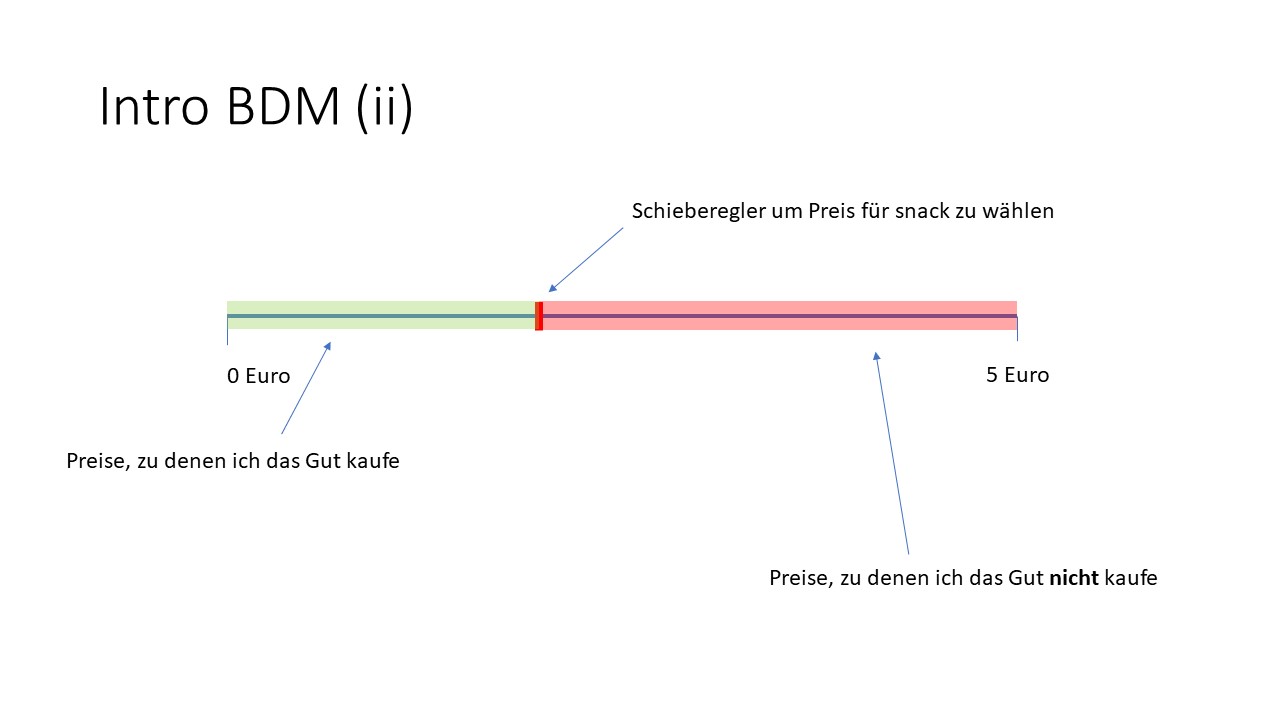 Intro BDM (ii)
Schieberegler um Preis für snack zu wählen
0 Euro
5 Euro
Preise, zu denen ich das Gut kaufe
Preise, zu denen ich das Gut nicht kaufe